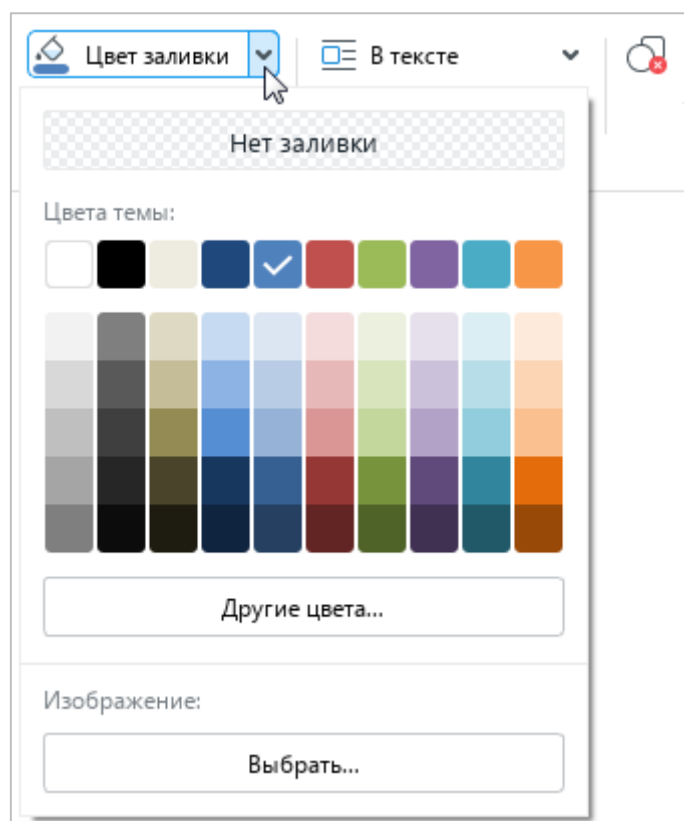 Цвет заливки
В тексте
Нет заливки
Цвета темы:
Другие цвета...
Изображение:
Выбрать...